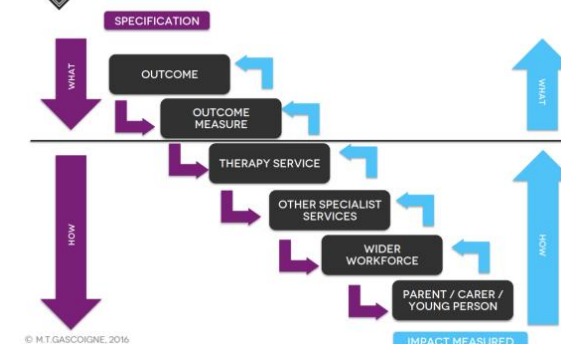 SPECIFICATION
WHAT
WHAT
OUTCOME
OUTCOME
MEASURE
THERAPY SERVICE
OTHER SPECIALIST
SERVICES
HOW
HOW
WIDER
WORKFORCE
PARENT / CARER /
YOUNG PERSON
© M.T.GASCOIGNE, 2016
IMPACT MEASURED